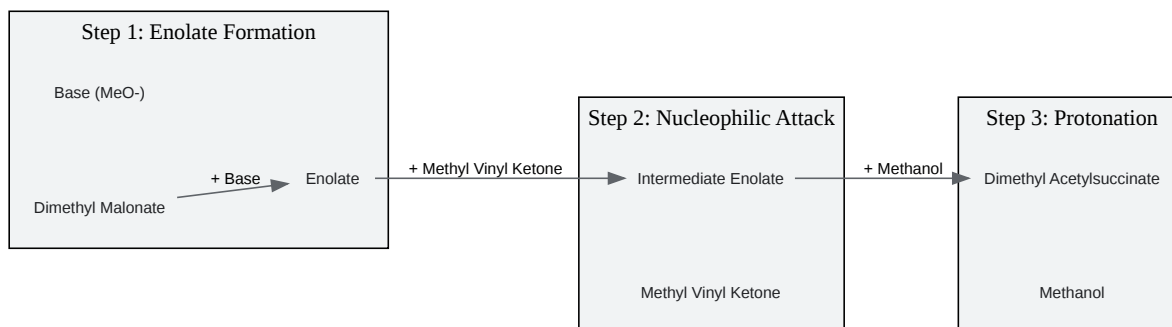 Step 1: Enolate Formation
Base (MeO-)
+ Base
Enolate
Dimethyl Malonate
+ Methyl Vinyl Ketone
Step 2: Nucleophilic Attack
Intermediate Enolate
Methyl Vinyl Ketone
+ Methanol
Step 3: Protonation
Dimethyl Acetylsuccinate
Methanol